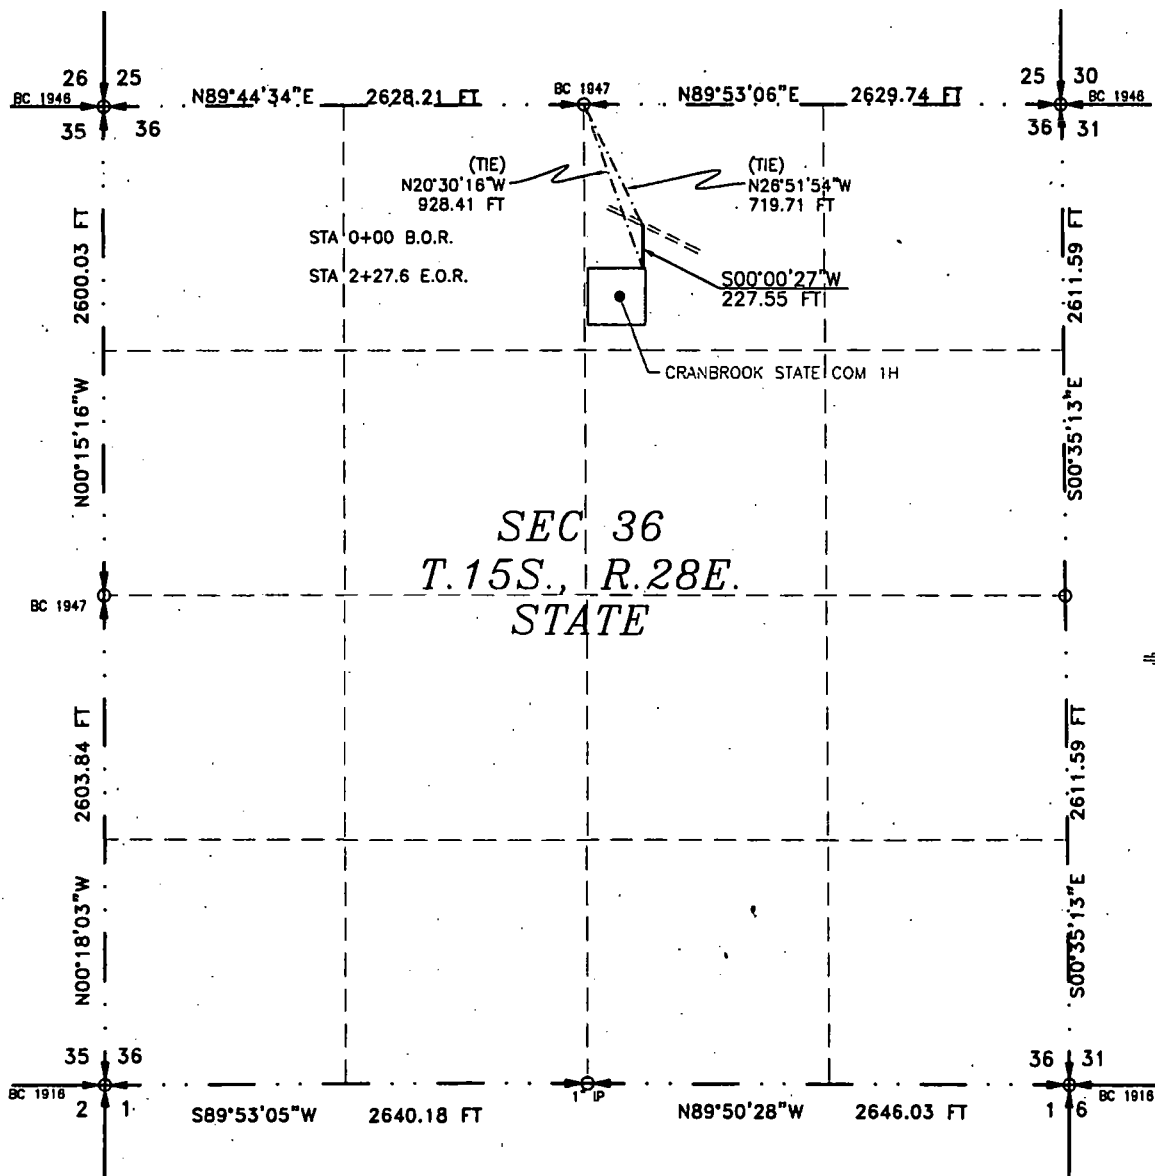 26 25
25 30
BC 1946
N89°44'34"E 2628.21 FT
BC 1947
N89°53'06"E 2629.74 FT
BC 1946
35 36
36 31
(TIE)
N20°30'16"W
928.41 FT
(TIE)
N26°51'54"W
719.71 FT
STA 0+00 B.O.R.
STA 2+27.6 E.O.R.
S00°00'27"W
227.55 FT
CRANBROOK STATE COM 1H
2600.03 FT
N00°15'16"W
2611.59 FT
S00°35'13"E
SEC 36
T.15S., R.28E.
STATE
BC 1947
2603.84 FT
N00°18'03"W
2611.59 FT
S00°35'13"E
35 36
36 31
BC 1916
1" IP
BC 1916
2 1
S89°53'05"W 2640.18 FT
N89°50'28"W 2646.03 FT
1 6